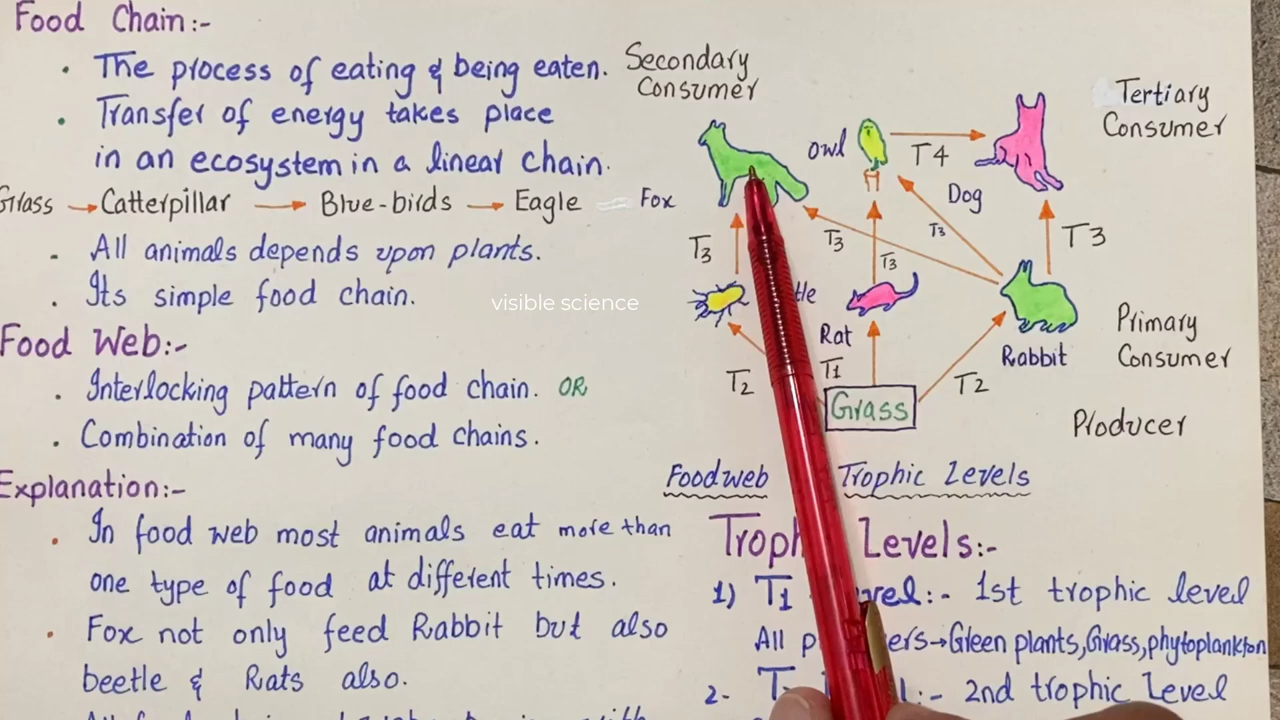 Food Chain:-
• The process of eating & being eaten.
• Transfer of energy takes place
in an ecosystem in a linear chain.
Grass → Catterpillar → Blue-birds → Eagle
• All animals depends upon plants.
• Its simple food chain.
Food Web:-
• Interlocking pattern of food chain. OR
• Combination of many food chains.
Explanation:-
• In food web most animals eat more than
one type of food at different times.
• Fox not only feed Rabbit but also
beetle & Rats also.
visible science
Secondary
Consumer
Tertiary
Consumer
Owl
T4
Dog
Fox
T3
T3
T3
T3
T3
Rat
Rabbit
Primary
Consumer
T2
T1
T2
Grass
Producer
Foodweb Trophic Levels
Levels:-
1) T1 :- 1st trophic level
All → Green plants, Grass, phytoplankton
2- :- 2nd trophic Level